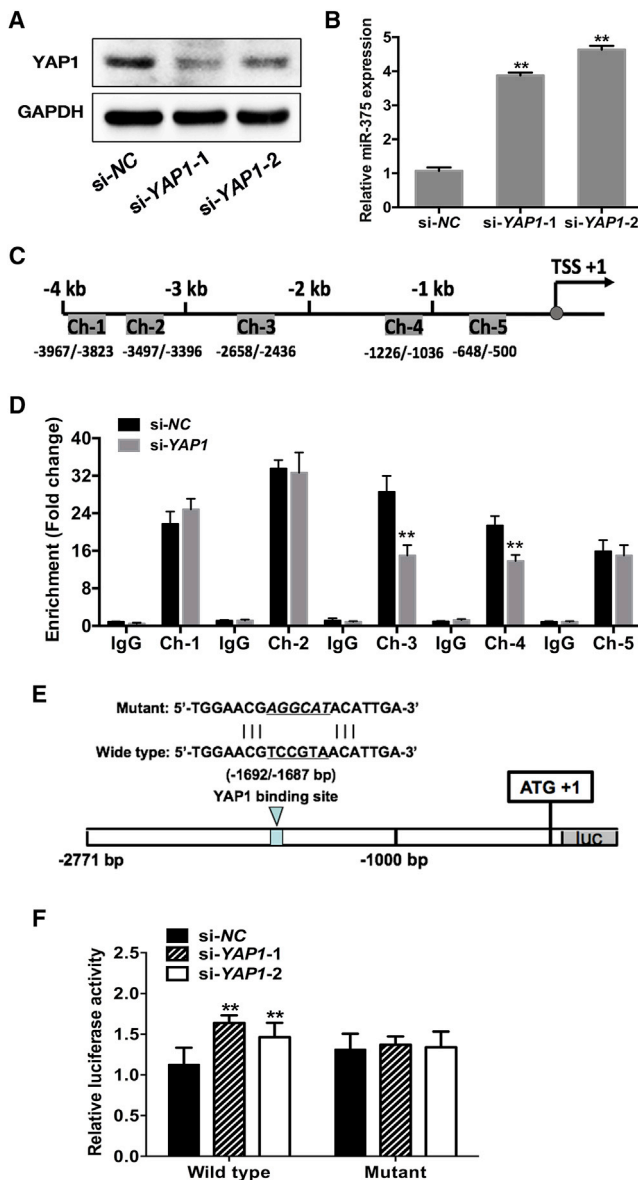 A
YAP1
GAPDH
si-NC
si-YAP1-1
si-YAP1-2
B
Relative miR-375 expression
5
4
3
2
1
0
**
**
si-NC
si-YAP1-1
si-YAP1-2
C
-4 kb
-3 kb
-2 kb
-1 kb
TSS +1
Ch-1
Ch-2
Ch-3
Ch-4
Ch-5
-3967/-3823
-3497/-3396
-2658/-2436
-1226/-1036
-648/-500
D
si-NC
si-YAP1
Enrichment (Fold change)
40
32
24
16
8
0
**
**
IgG
Ch-1
IgG
Ch-2
IgG
Ch-3
IgG
Ch-4
IgG
Ch-5
E
Mutant: 5'-TGGAACGAGGCATACATTGA-3'
Wide type: 5'-TGGAACGTCCGTAACATTGA-3'
(-1692/-1687 bp)
YAP1 binding site
ATG +1
luc
-2771 bp
-1000 bp
F
si-NC
si-YAP1-1
si-YAP1-2
Relative luciferase activity
2.5
2.0
1.5
1.0
0.5
0.0
**
**
Wild type
Mutant